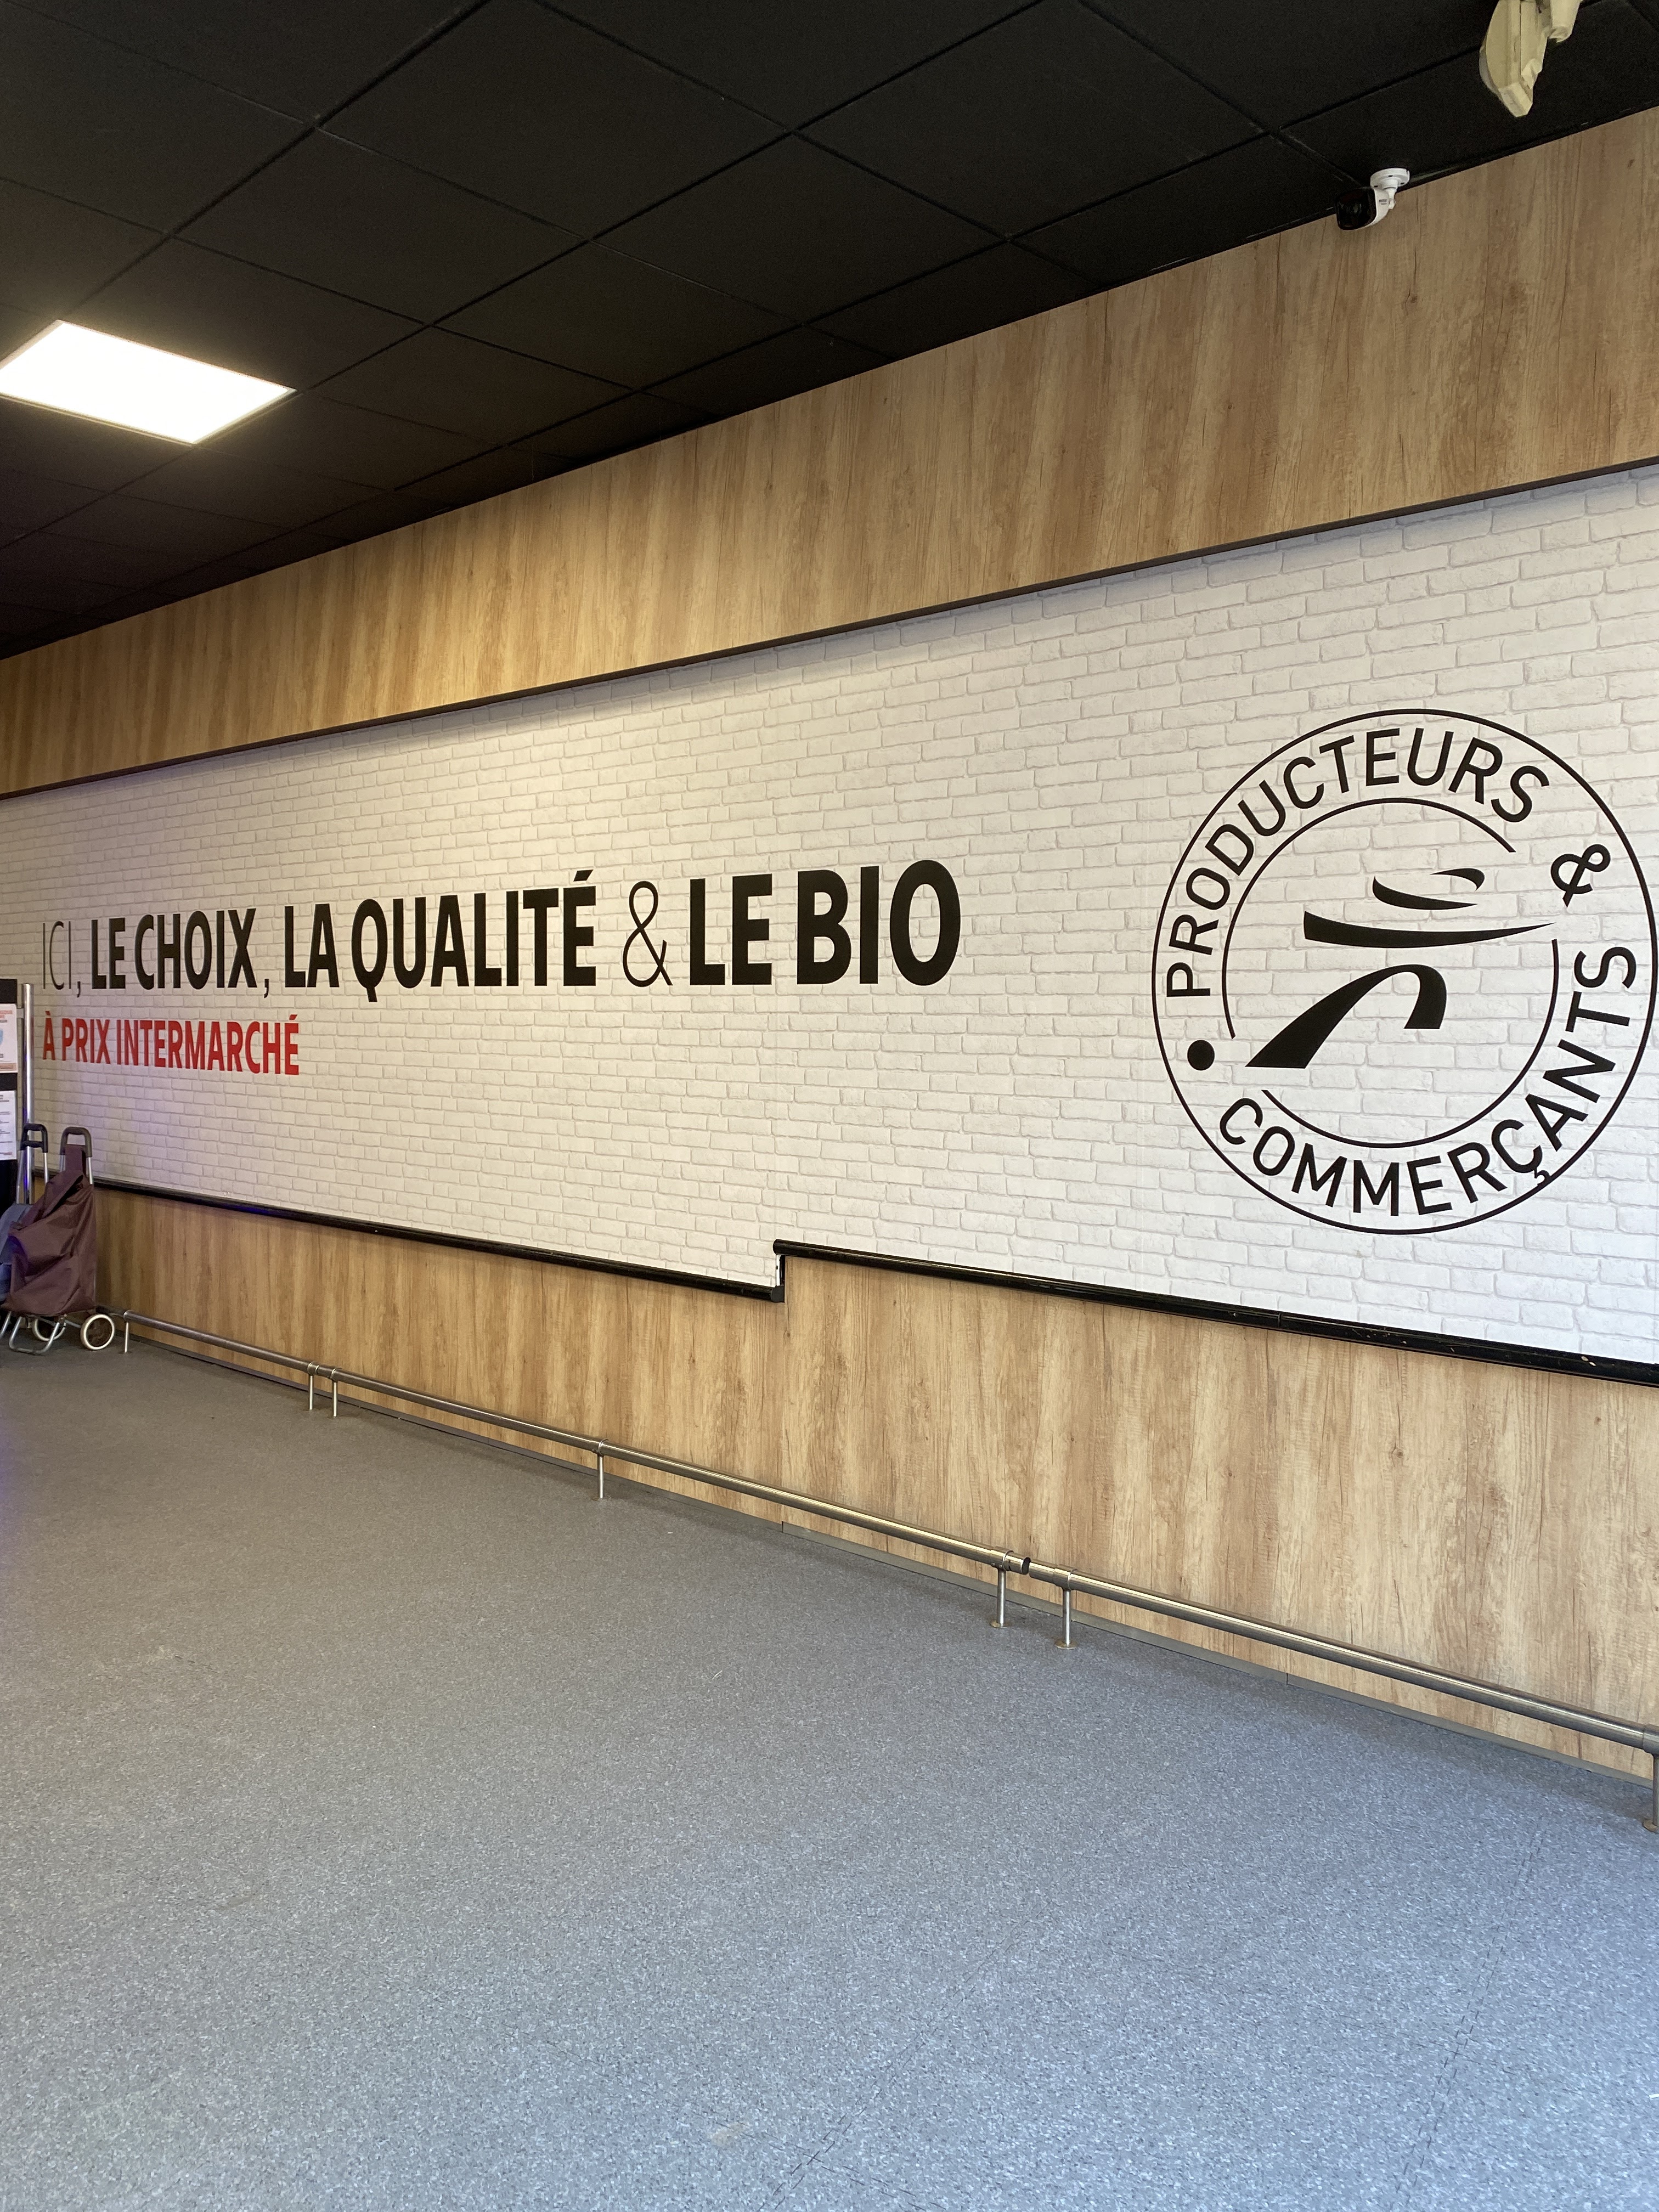 ICI, LE CHOIX, LA QUALITÉ & LE BIO
À PRIX INTERMARCHÉ
PRODUCTEURS &
COMMERÇANTS